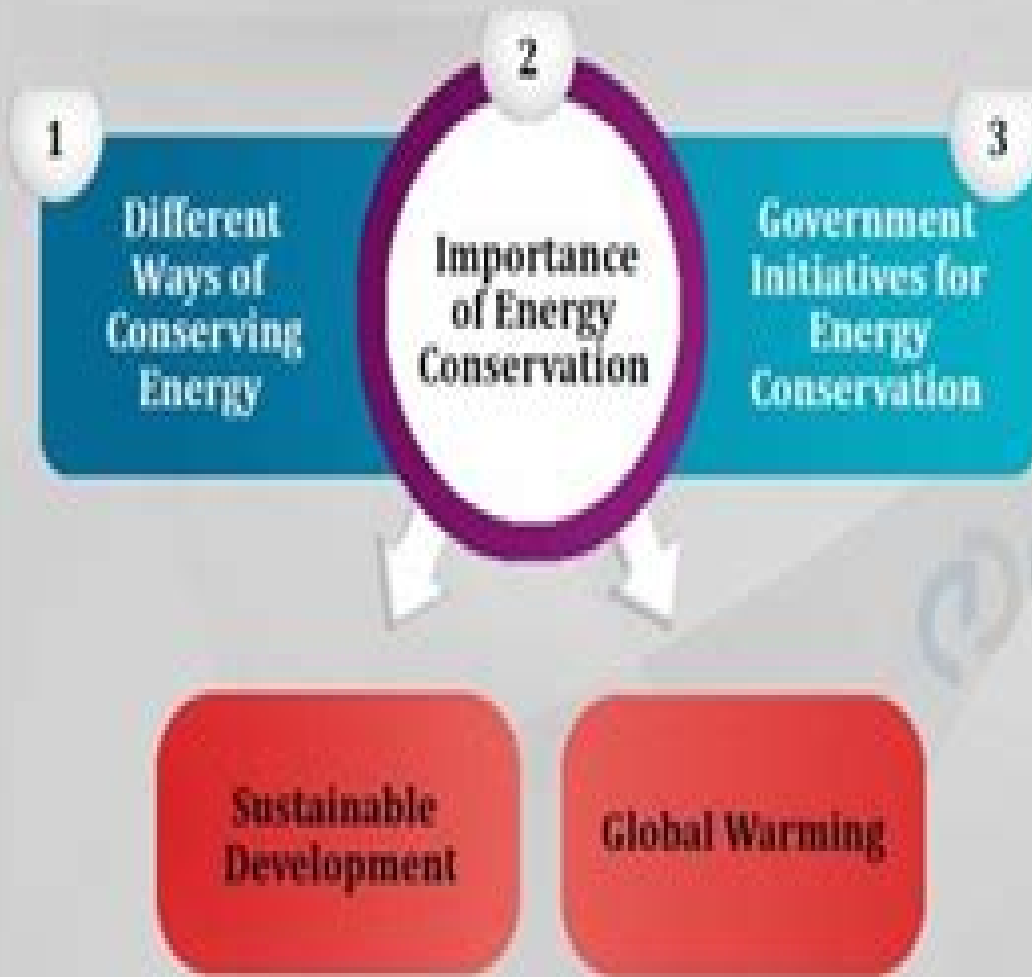 1
Different
Ways of
Conserving
Energy
2
Importance
of Energy
Conservation
3
Government
Initiatives for
Energy
Conservation
Sustainable
Development
Global Warming